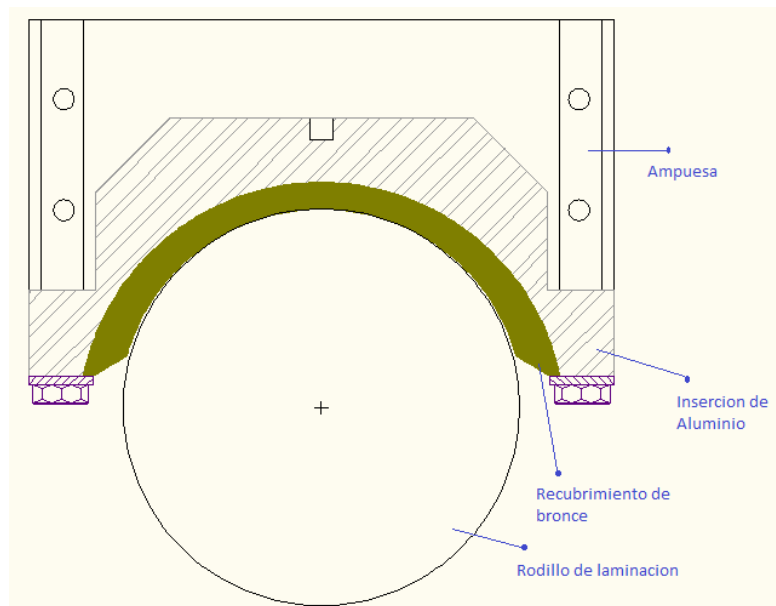 Ampuesa
Insercion de
Aluminio
Recubrimiento de
bronce
Rodillo de laminacion